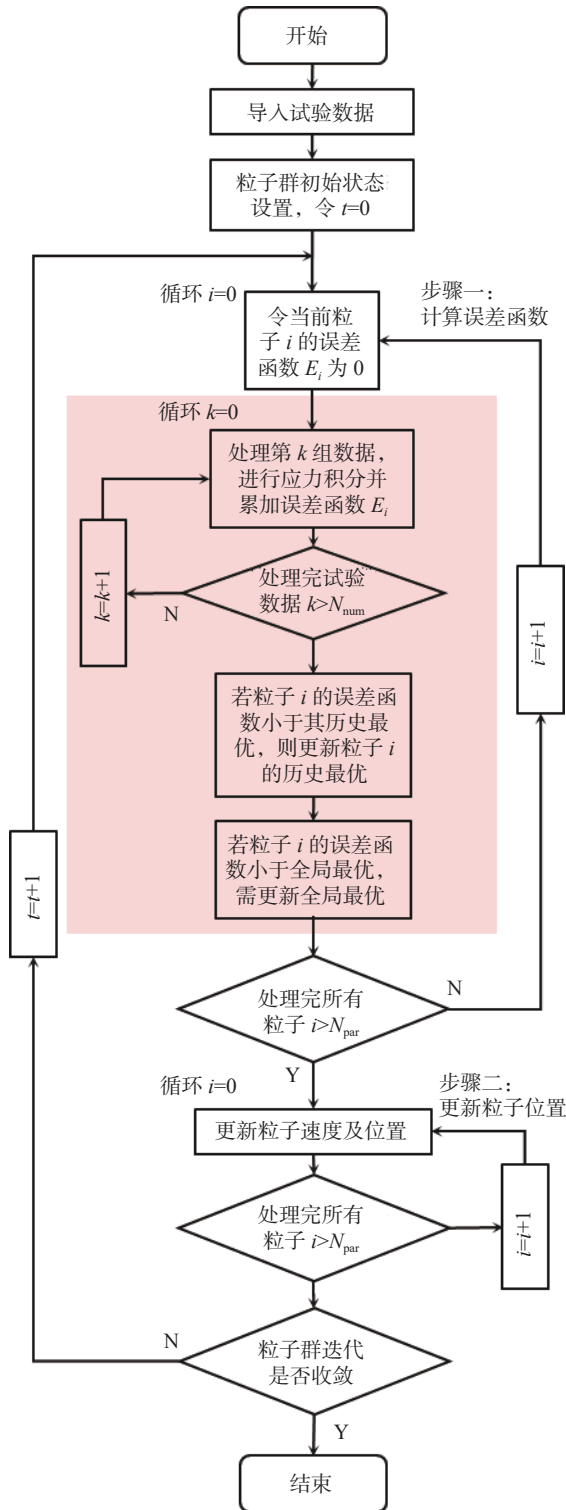 开始
导入试验数据
粒子群初始状态
设置，令 t=0
循环 i=0
步骤一：
计算误差函数
令当前粒
子 i 的误差
函数 E_i 为 0
循环 k=0
处理第 k 组数据，
进行应力积分并
累加误差函数 E_i
k=k+1
N
处理完试验
数据 k>N_num
i=i+1
若粒子 i 的误差函
数小于其历史最
优，则更新粒子 i
的历史最优
t=t+1
若粒子 i 的误差函
数小于全局最优，
需更新全局最优
处理完所有
粒子 i>N_par
N
Y
循环 i=0
步骤二：
更新粒子位置
更新粒子速度及位置
处理完所有
粒子 i>N_par
i=i+1
N
粒子群迭代
是否收敛
Y
结束